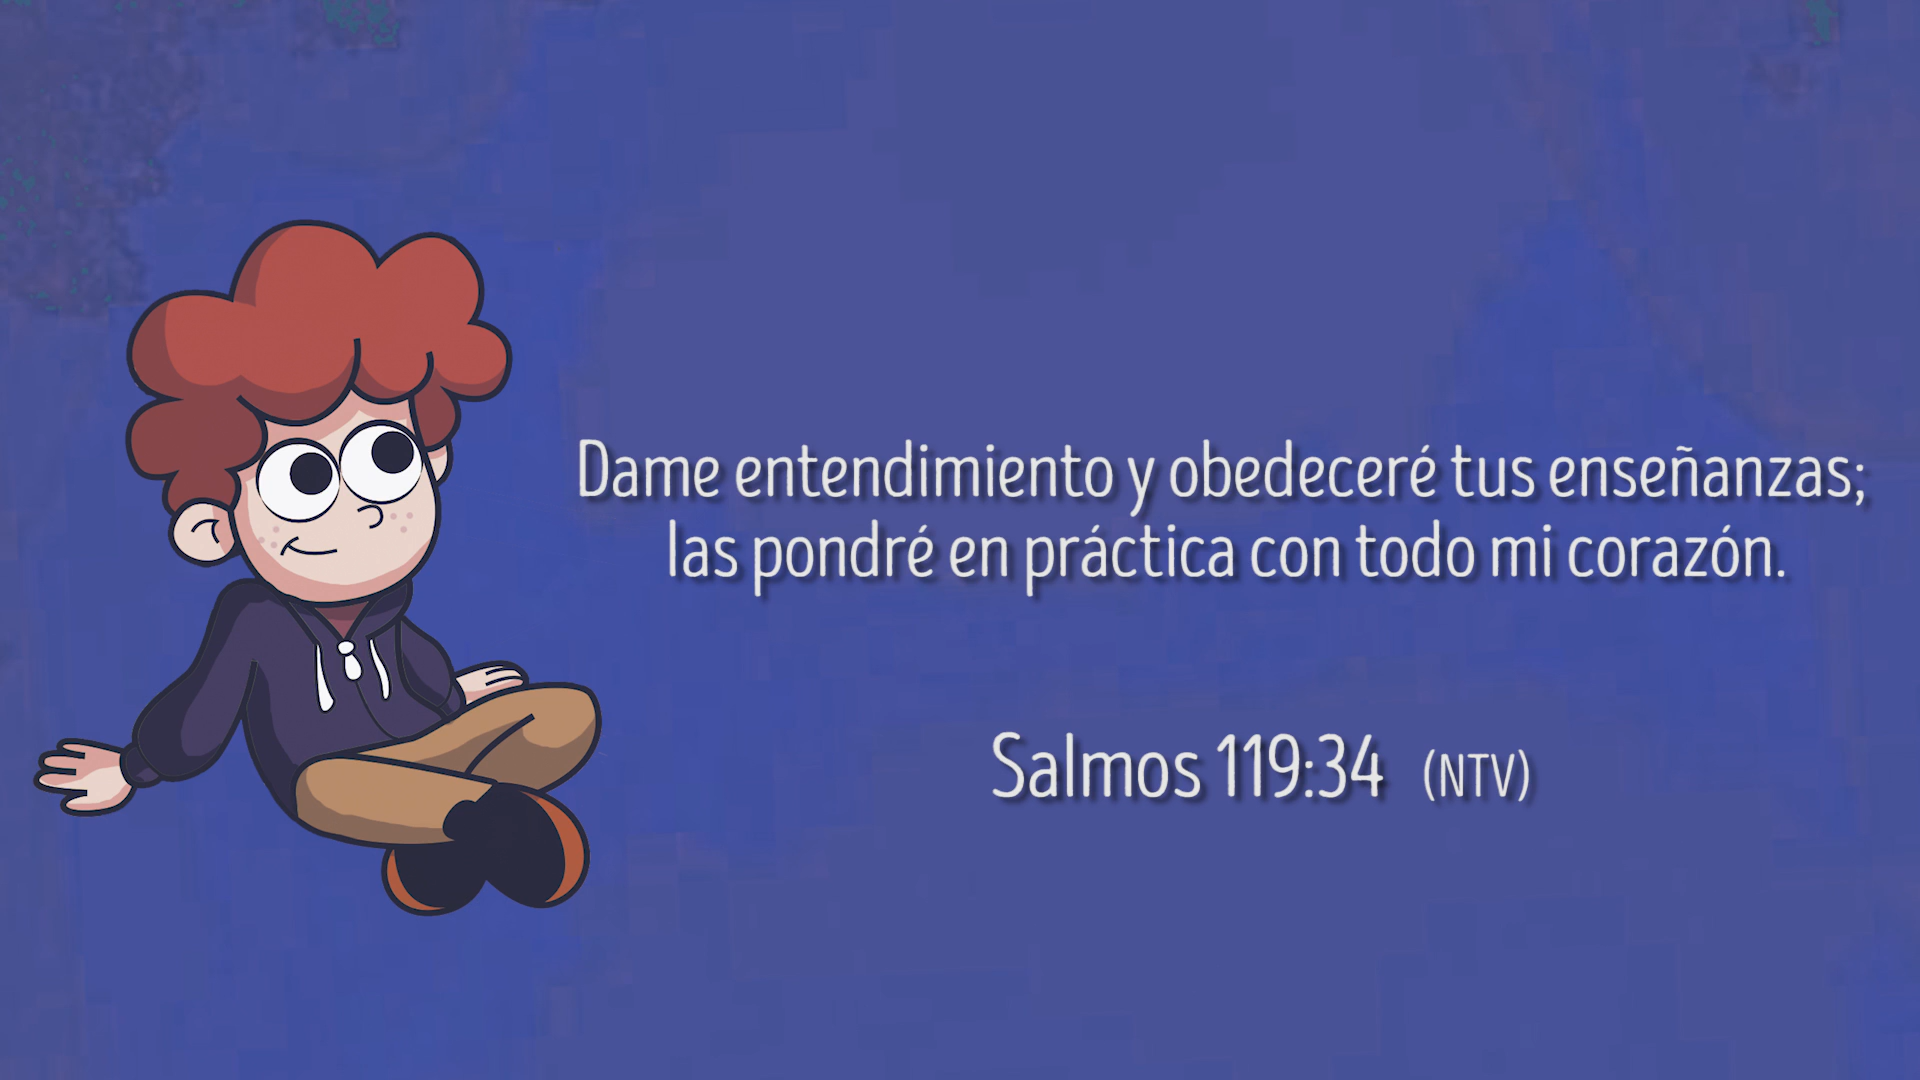 Dame entendimiento y obedeceré tus enseñanzas;
las pondré en práctica con todo mi corazón.
Salmos 119:34 (NTV)